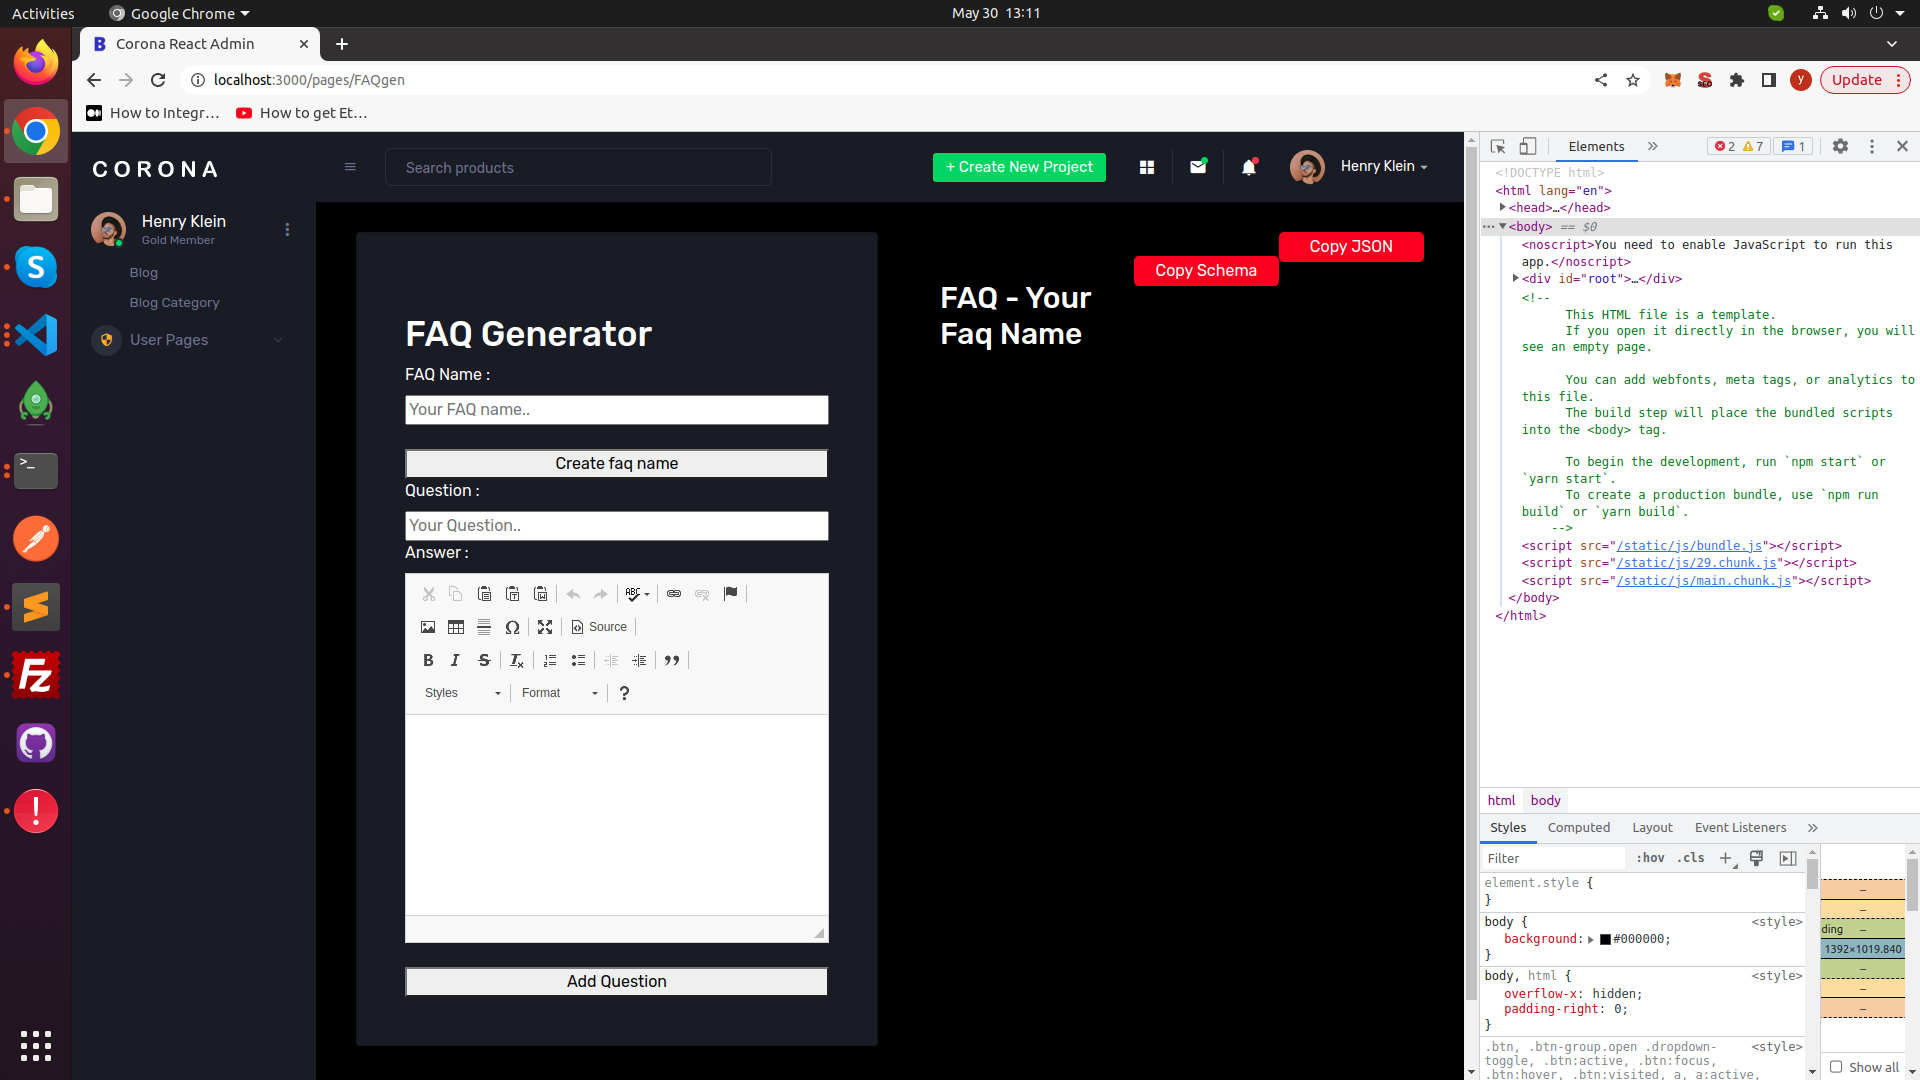 Activities
Google Chrome
May 30 13:11
Corona React Admin
localhost:3000/pages/FAQgen
Update
y
How to Integr…
How to get Et…
CORONA
Search products
+ Create New Project
Henry Klein
Henry Klein
Gold Member
Blog
Blog Category
User Pages
FAQ Generator
FAQ Name :
Your FAQ name..
Create faq name
Question :
Your Question..
Answer :
ABC
Source
B I S
Styles
Format
?
Add Question
Copy JSON
Copy Schema
FAQ - Your
Faq Name
Elements
2
7
1
<!DOCTYPE html>
<html lang="en">
<head>…</head>
<body> == $0
<noscript>You need to enable JavaScript to run this
app.</noscript>
<div id="root">…</div>
<!--
This HTML file is a template.
If you open it directly in the browser, you will
see an empty page.
You can add webfonts, meta tags, or analytics to
this file.
The build step will place the bundled scripts
into the <body> tag.
To begin the development, run `npm start` or
`yarn start`.
To create a production bundle, use `npm run
build` or `yarn build`.
-->
<script src="/static/js/bundle.js"></script>
<script src="/static/js/29.chunk.js"></script>
<script src="/static/js/main.chunk.js"></script>
</body>
</html>
html
body
Styles
Computed
Layout
Event Listeners
Filter
:hov
.cls
element.style {
}
body {
<style>
background: #000000;
}
body, html {
<style>
overflow-x: hidden;
padding-right: 0;
}
.btn, .btn-group.open .dropdown-
<style>
toggle, .btn:active, .btn:focus,
.btn:hover, .btn:visited, a, a:active,
ding
1392×1019.840
Show all